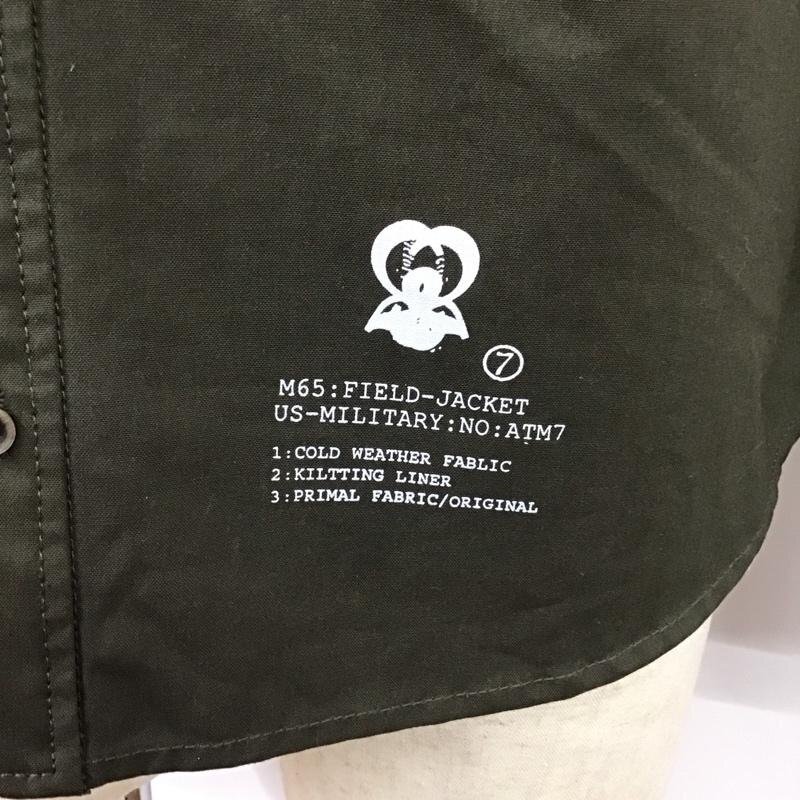 7
M65:FIELD-JACKET
US-MILITARY:NO:ATM7
1:COLD WEATHER FABLIC
2:KILTTING LINER
3:PRIMAL FABRIC/ORIGINAL